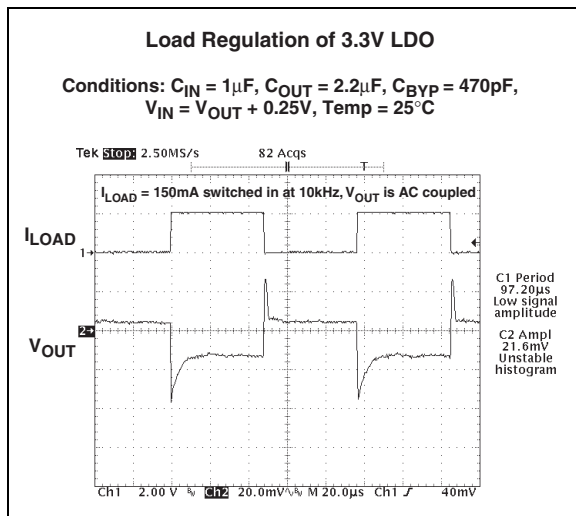 Load Regulation of 3.3V LDO
Conditions: CIN = 1μF, COUT = 2.2μF, CBYP = 470pF,
VIN = VOUT + 0.25V, Temp = 25°C
Tek Stop: 2.50MS/s 82 Acqs
T
ILOAD = 150mA switched in at 10kHz, VOUT is AC coupled
ILOAD
1
C1 Period
97.20μs
Low signal
amplitude
2
VOUT
C2 Ampl
21.6mV
Unstable
histogram
Ch1 2.00 V Ch2 20.0mV M 20.0μs Ch1 40mV